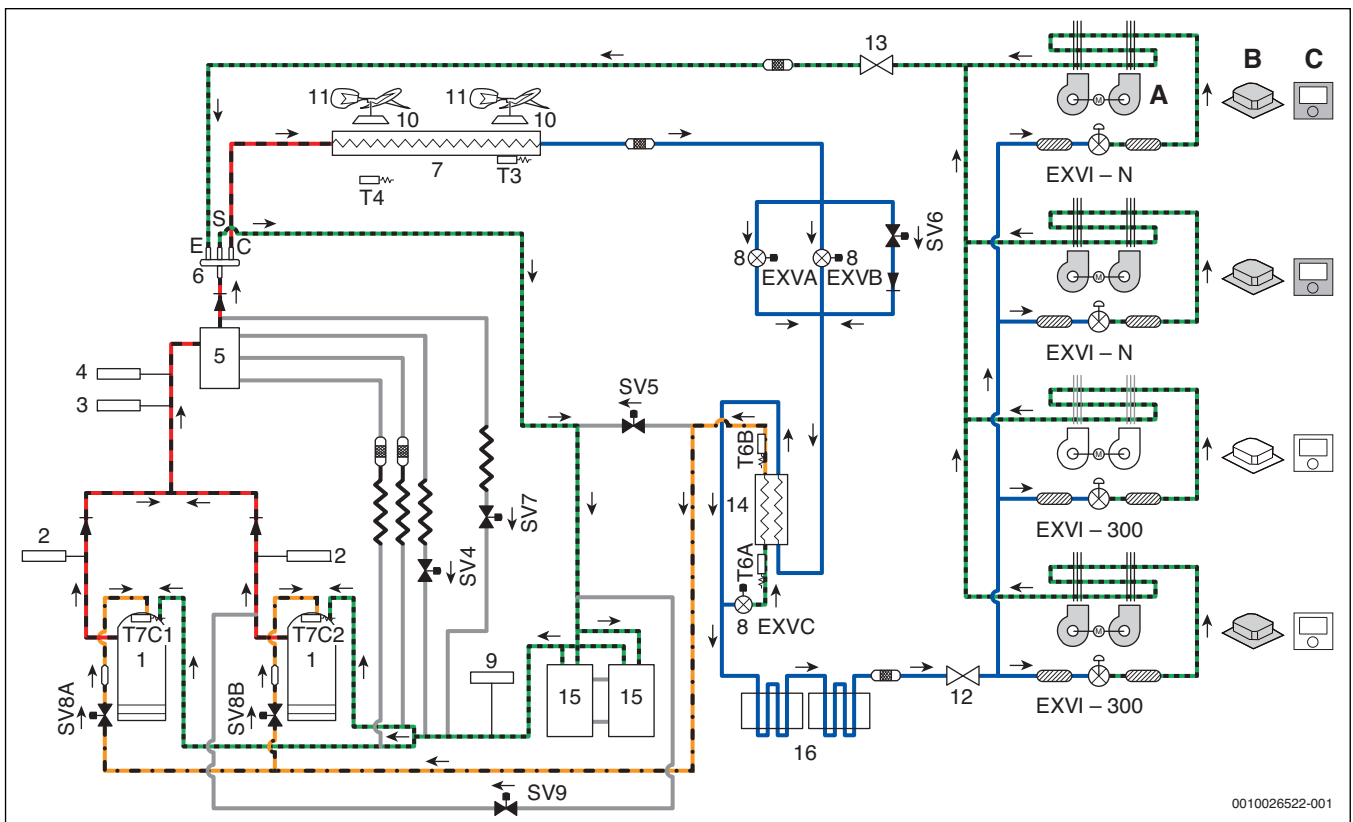 13
B
C
11
11
10
10
A
M
7
T3
T4
EXVI – N
S
E
C
6
8
8
SV6
EXVA
EXVB
M
5
4
3
SV5
EXVI – N
T6B
SV7
14
M
2
2
SV4
T6A
EXVI – 300
8
EXVC
T7C1
T7C2
1
1
9
M
SV8A
SV8B
15
15
12
EXVI – 300
16
SV9
0010026522-001